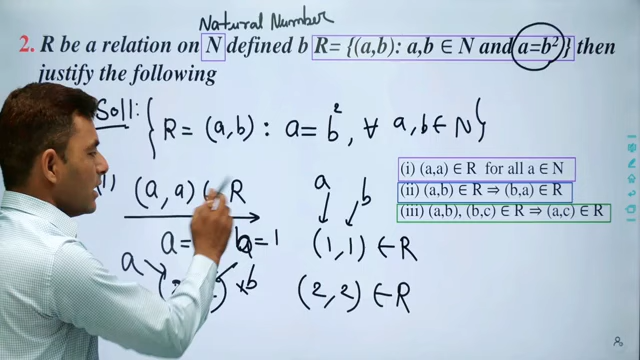 Natural Number
2. R be a relation on N defined b R= {(a,b): a,b ∈ N and a=b²} then
justify the following
Soll: { R = (a,b) : a = b², ∀ a,b ∈ N}
1) (a, a) ∈ R
(i) (a,a) ∈ R for all a ∈ N
(ii) (a,b) ∈ R ⇒ (b,a) ∈ R
(iii) (a,b), (b,c) ∈ R ⇒ (a,c) ∈ R
a b
a = =1 (1,1) ∈ R
a b
(2,2) ∈ R